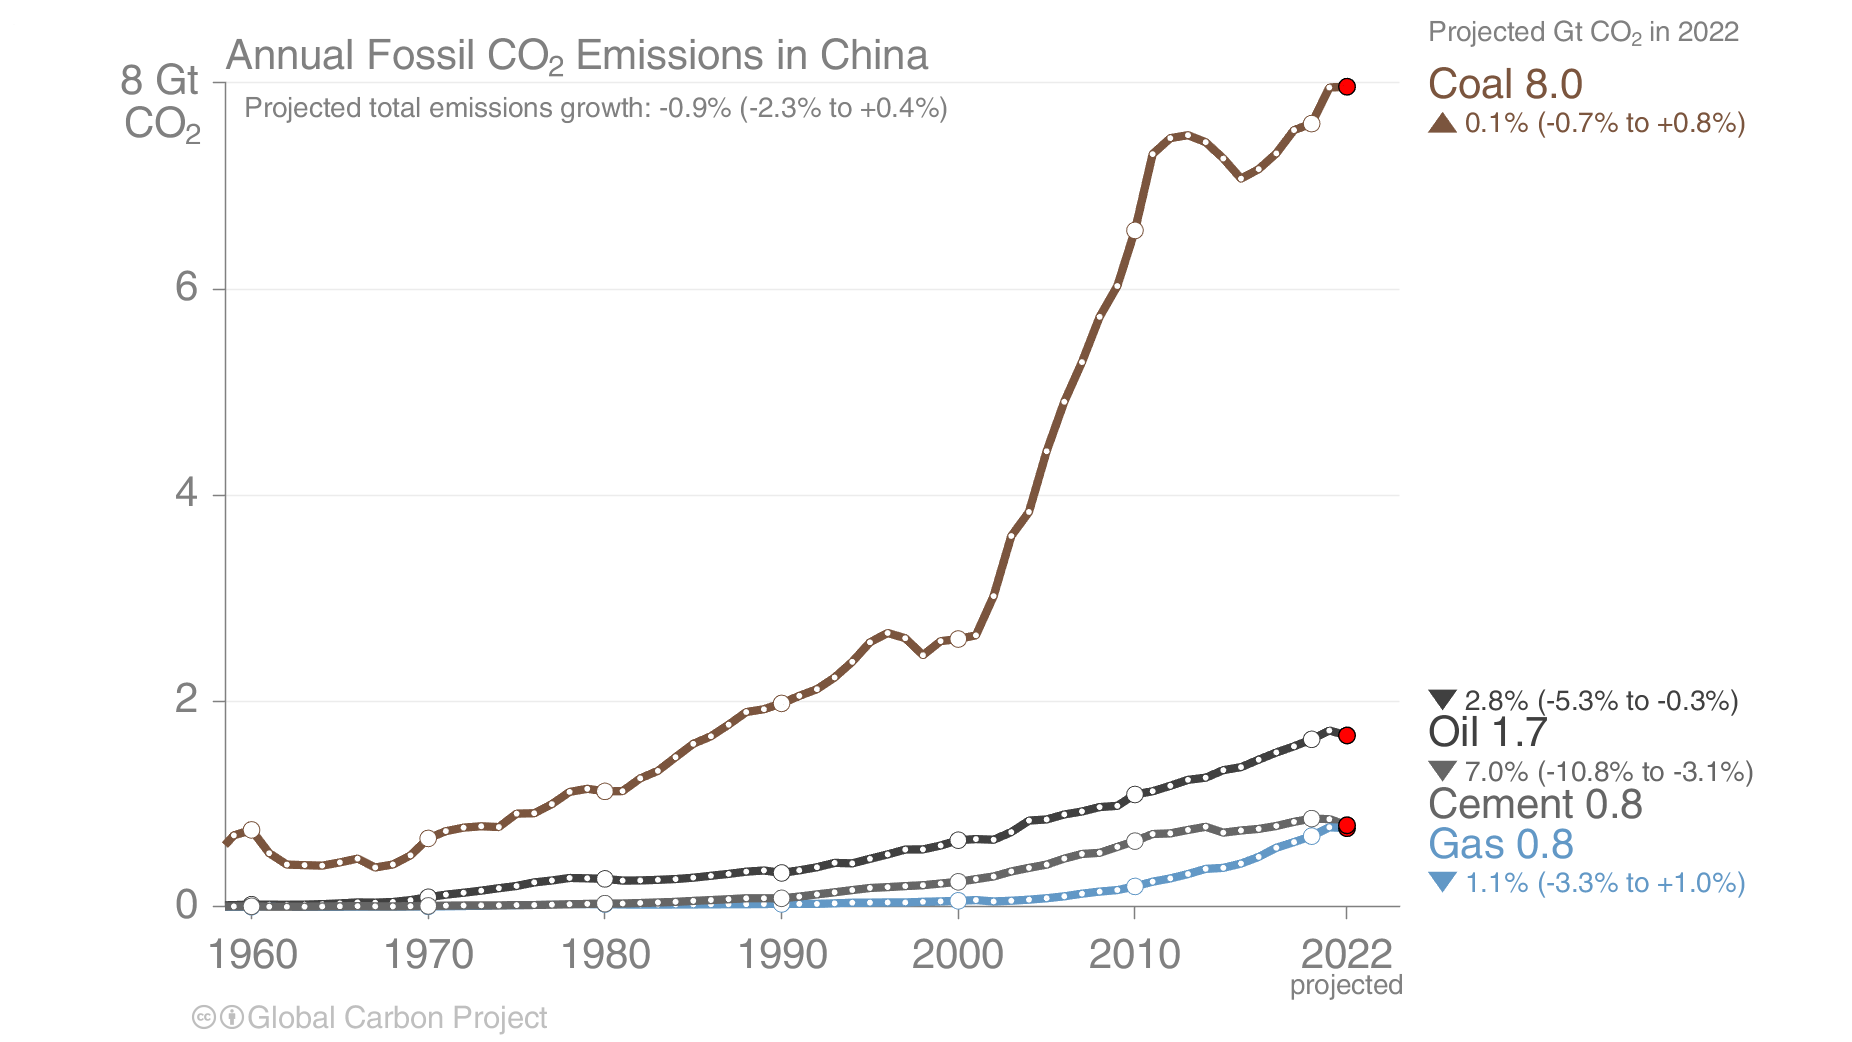 Annual Fossil CO₂ Emissions in China
Projected total emissions growth: -0.9% (-2.3% to +0.4%)
8 Gt
CO₂
6
4
2
0
1960 1970 1980 1990 2000 2010 2022
projected
Projected Gt CO₂ in 2022
Coal 8.0
▲ 0.1% (-0.7% to +0.8%)
▼ 2.8% (-5.3% to -0.3%)
Oil 1.7
▼ 7.0% (-10.8% to -3.1%)
Cement 0.8
Gas 0.8
▼ 1.1% (-3.3% to +1.0%)
cc Global Carbon Project